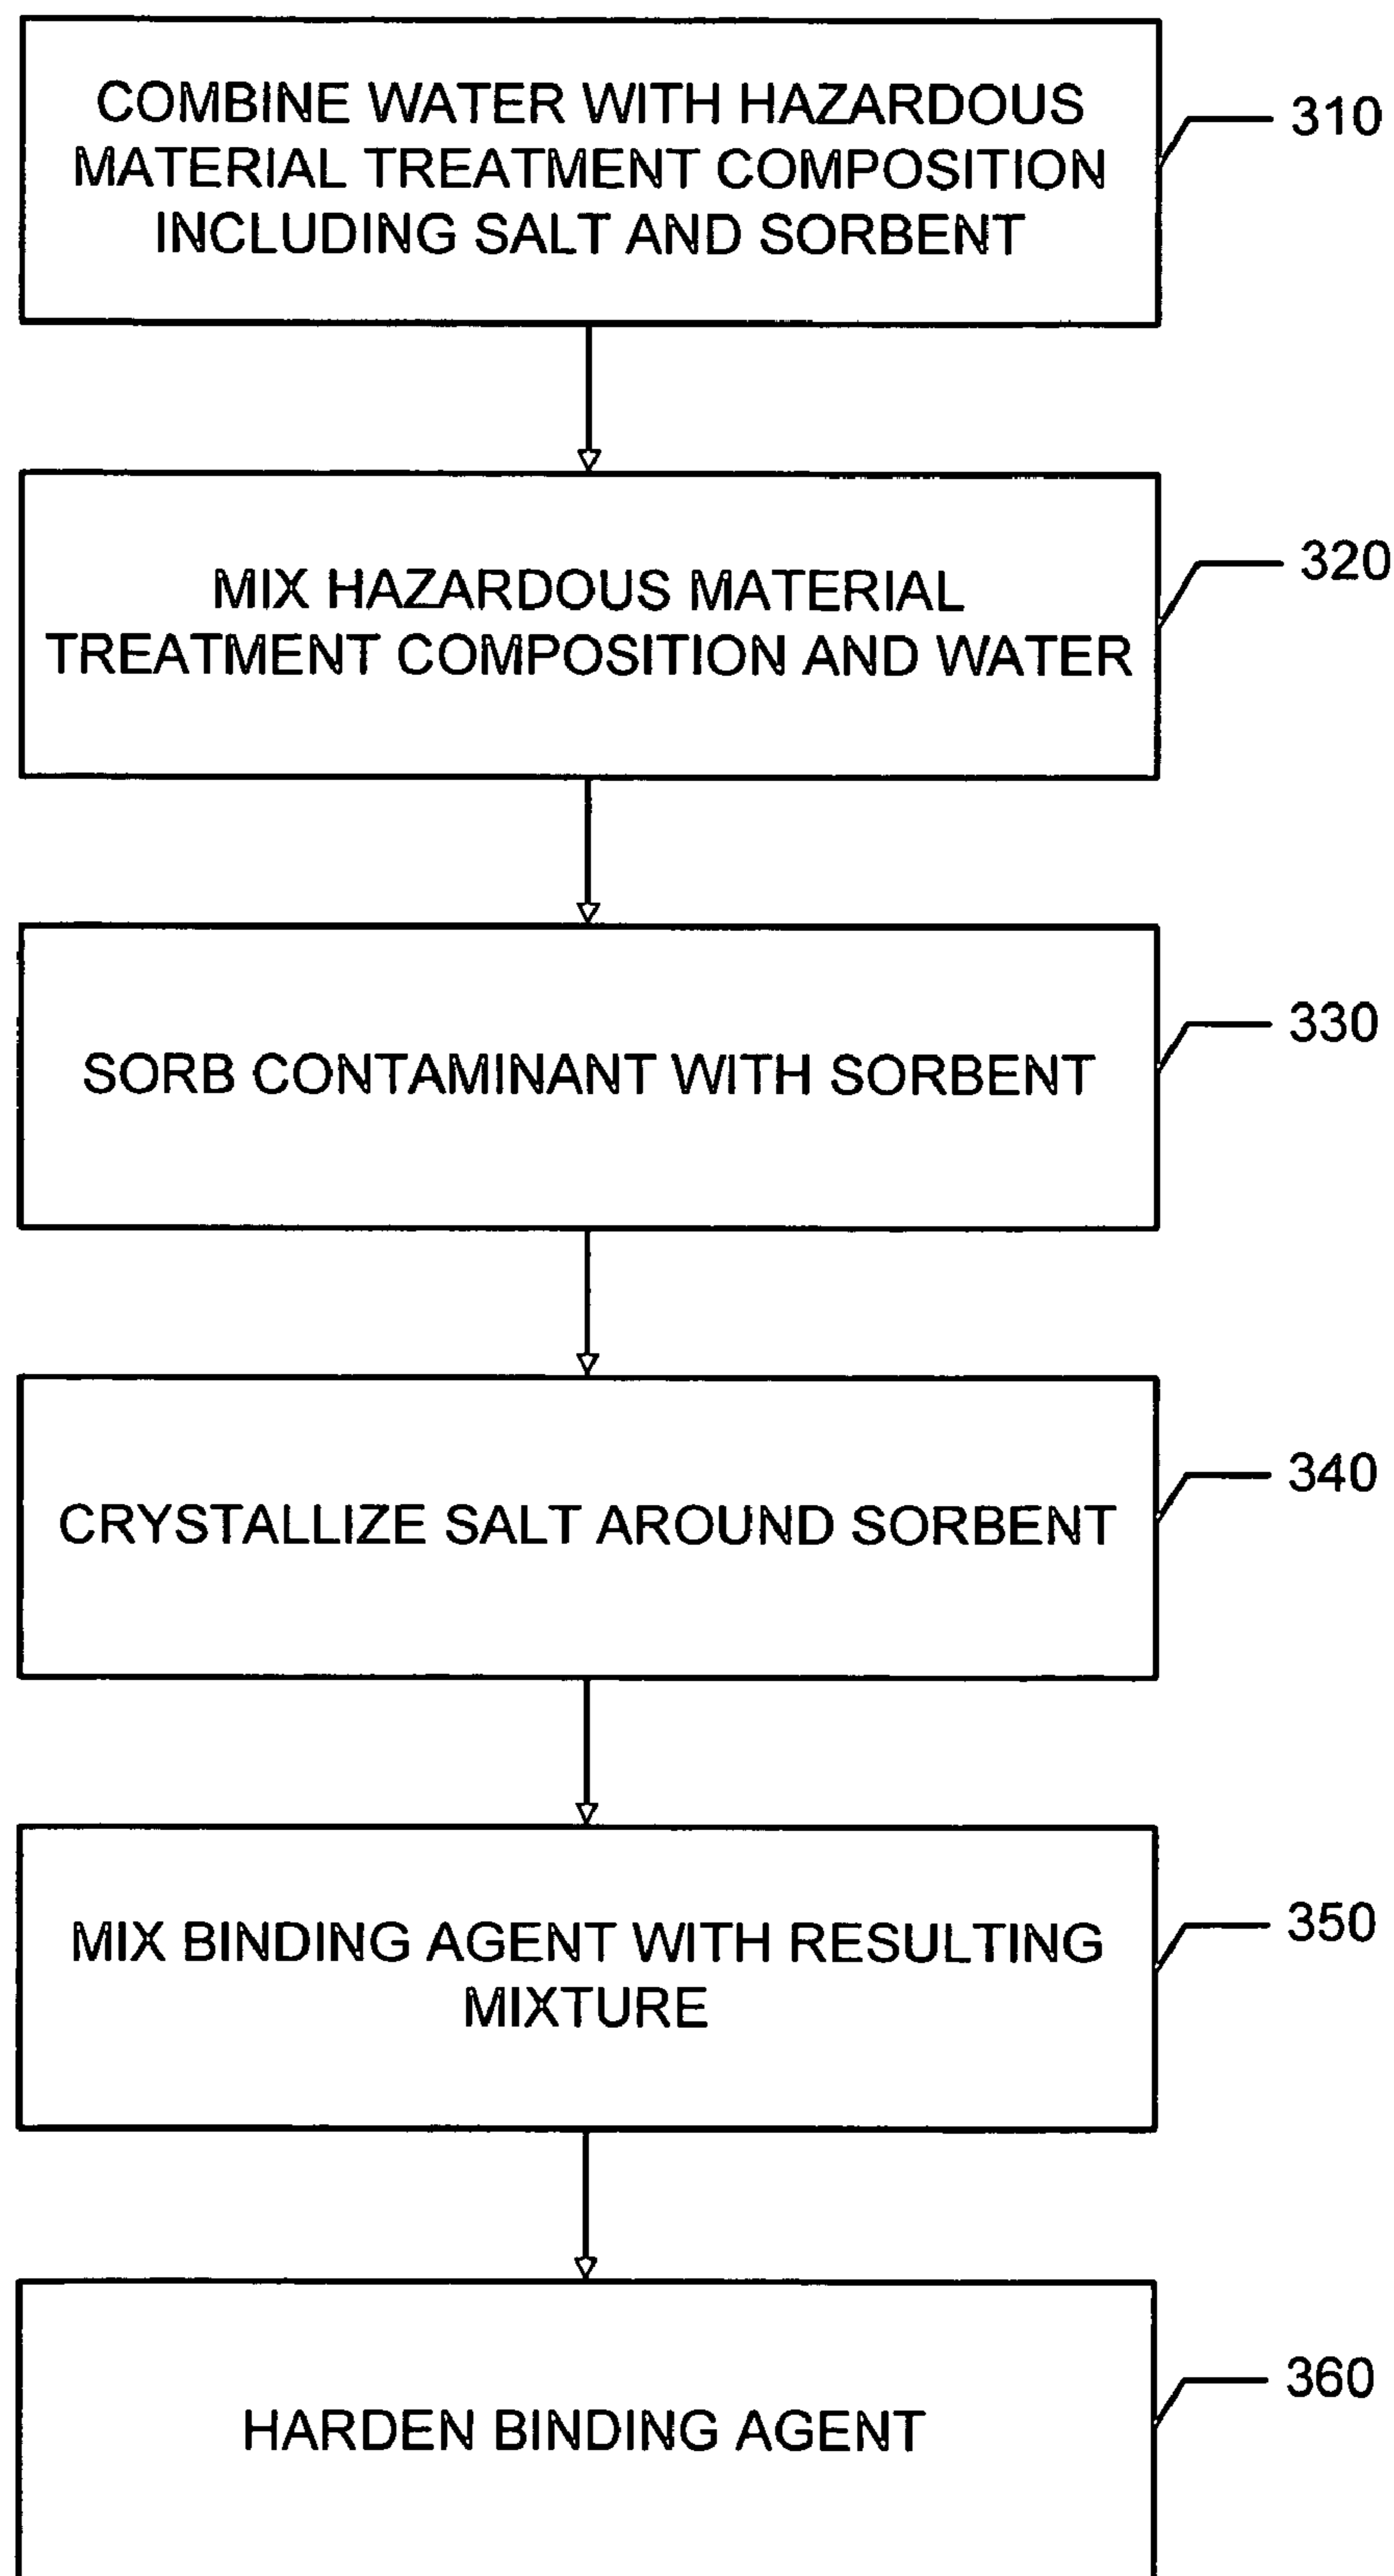 COMBINE WATER WITH HAZARDOUS
MATERIAL TREATMENT COMPOSITION
INCLUDING SALT AND SORBENT
310
MIX HAZARDOUS MATERIAL
TREATMENT COMPOSITION AND WATER
320
SORB CONTAMINANT WITH SORBENT
330
CRYSTALLIZE SALT AROUND SORBENT
340
MIX BINDING AGENT WITH RESULTING
MIXTURE
350
HARDEN BINDING AGENT
360